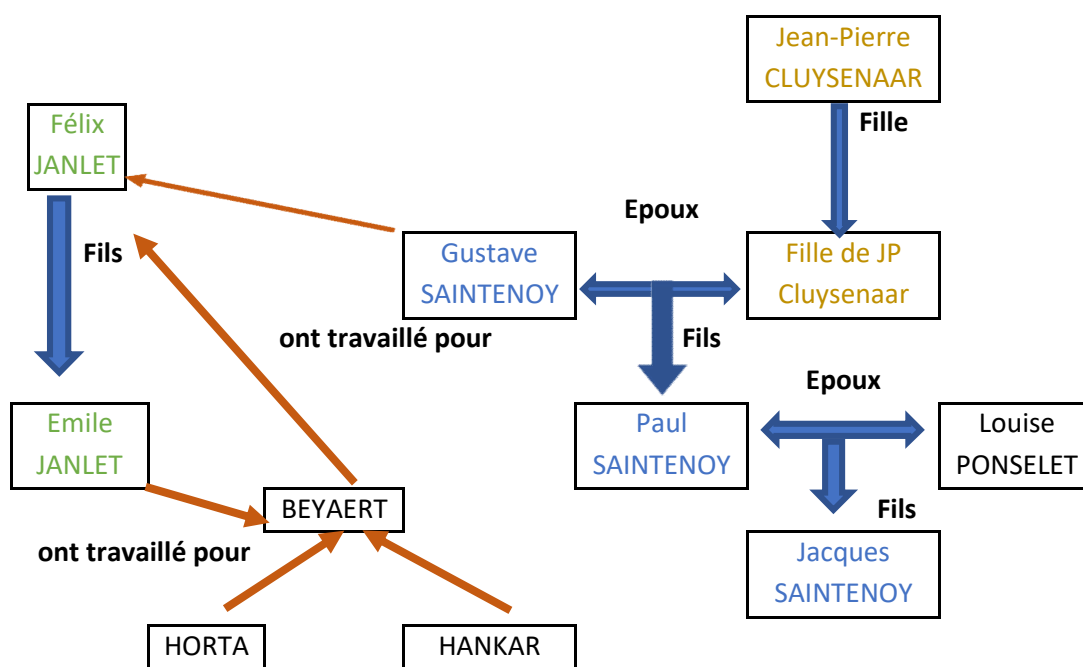 Jean-Pierre
CLUYSENAAR
Fille
Félix
JANLET
Epoux
Fils
Gustave
SAINTENOY
Fille de JP
Cluysenaar
ont travaillé pour
Fils
Epoux
Emile
JANLET
Paul
SAINTENOY
Louise
PONSELET
BEYAERT
Fils
ont travaillé pour
Jacques
SAINTENOY
HORTA
HANKAR